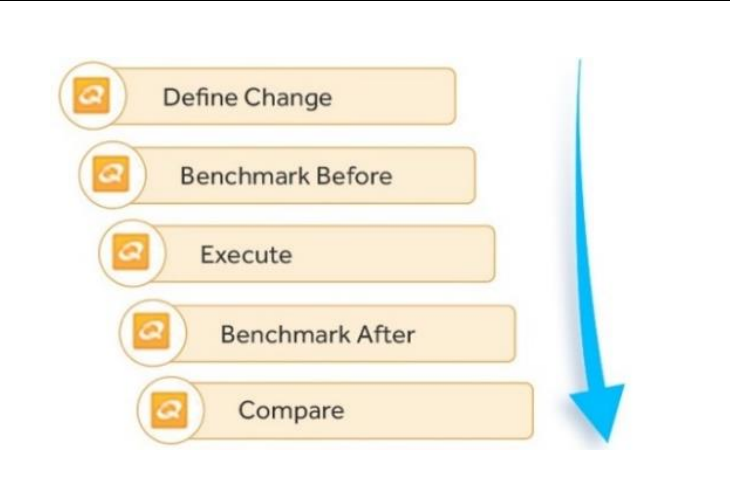 Define Change
Benchmark Before
Execute
Benchmark After
Compare